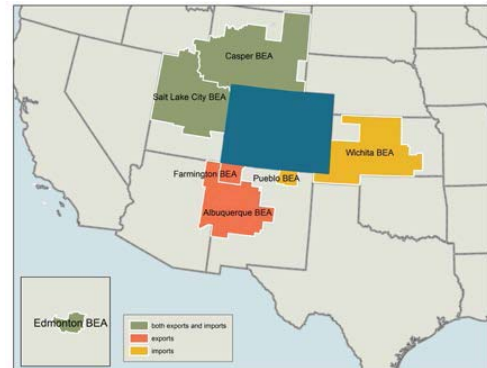 Casper BEA
Salt Lake City BEA
Wichita BEA
Farmington BEA
Pueblo BEA
Albuquerque BEA
Edmonton BEA
both exports and imports
exports
imports